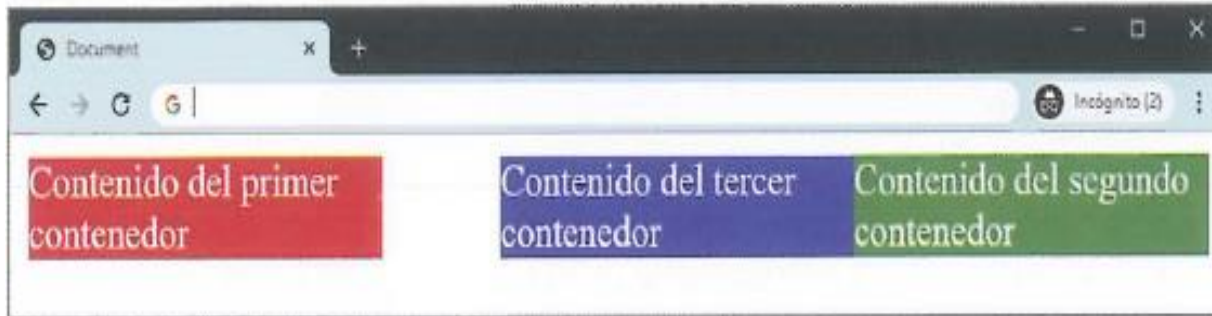 Document
Incógnito (2)
Contenido del primer
contenedor
Contenido del tercer
contenedor
Contenido del segundo
contenedor